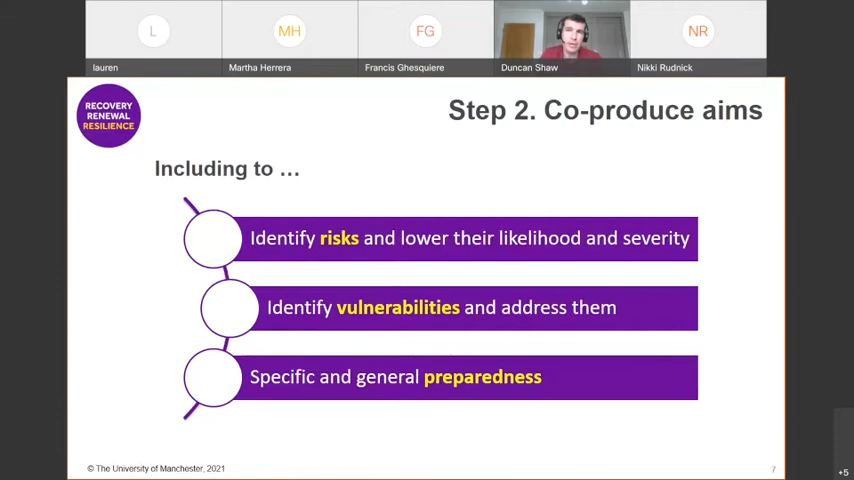 L
MH
FG
NR
lauren
Martha Herrera
Francis Ghesquiere
Duncan Shaw
Nikki Rudnick
RECOVERY
RENEWAL
RESILIENCE
Step 2. Co-produce aims
Including to …
Identify risks and lower their likelihood and severity
Identify vulnerabilities and address them
Specific and general preparedness
© The University of Manchester, 2021
7
+5